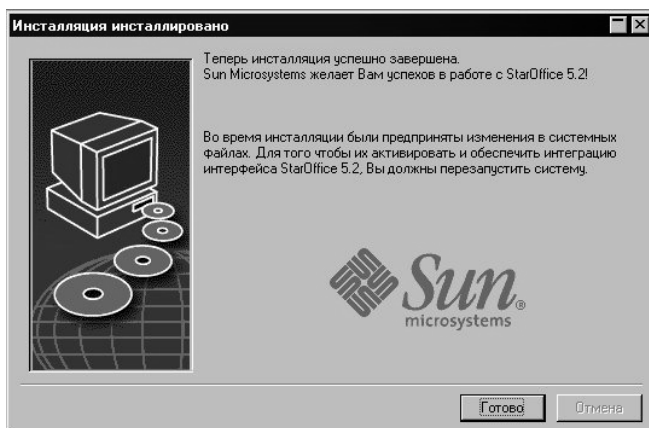 Инсталляция инсталлировано
Теперь инсталляция успешно завершена.
Sun Microsystems желает Вам успехов в работе с StarOffice 5.2!
Во время инсталляции были предприняты изменения в системных
файлах. Для того чтобы их активировать и обеспечить интеграцию
интерфейса StarOffice 5.2, Вы должны перезапустить систему.
Sun®
microsystems
Готово
Отмена